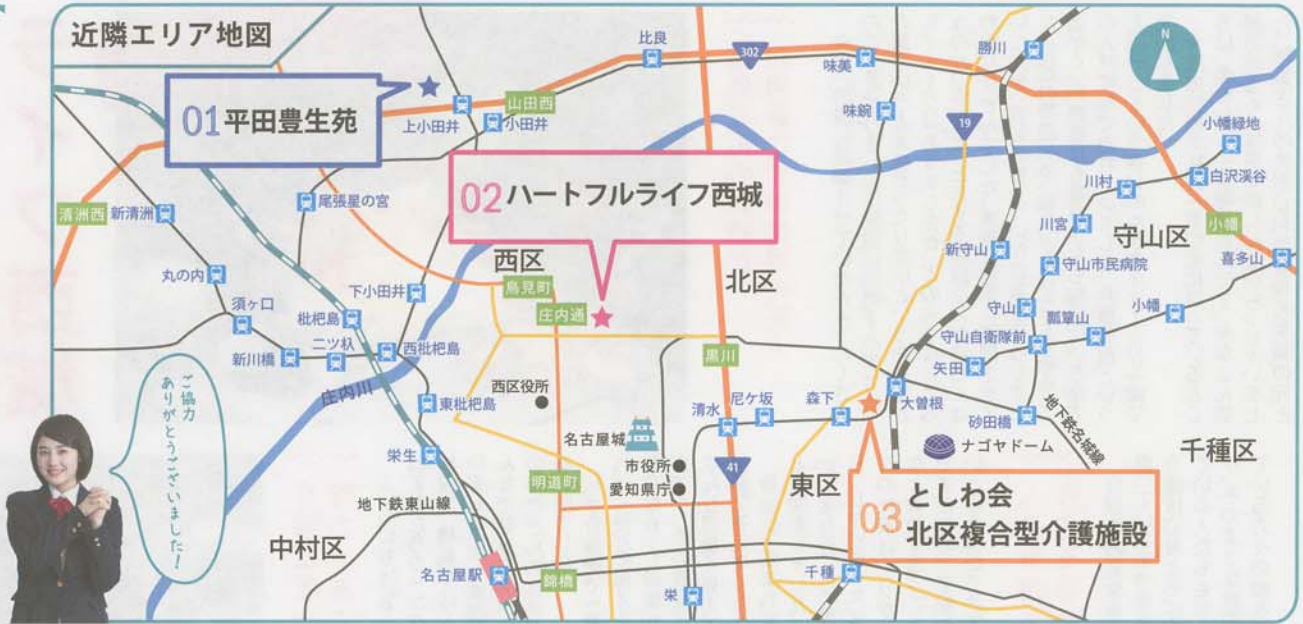 近隣エリア地図
N
01 平田豊生苑
02 ハートフルライフ西城
03 としわ会
北区複合型介護施設
比良
302
味美
勝川
上小田井
山田西
小田井
味鋺
19
小幡緑地
白沢渓谷
川村
尾張星の宮
清洲西
新清洲
川宮
守山区
小幡
喜多山
新守山
守山市民病院
西区
北区
丸の内
下小田井
鳥見町
庄内通
須ヶ口
枇杷島
守山
瓢箪山
小幡
守山自衛隊前
新川橋
二ツ杁
西枇杷島
黒川
矢田
庄内川
東枇杷島
西区役所
清水
尼ケ坂
森下
大曽根
砂田橋
地下鉄名城線
名古屋城
ナゴヤドーム
千種区
栄生
市役所
愛知県庁
41
東区
明道町
地下鉄東山線
中村区
名古屋駅
錦橋
栄
千種
ご協力
ありがとうございました！